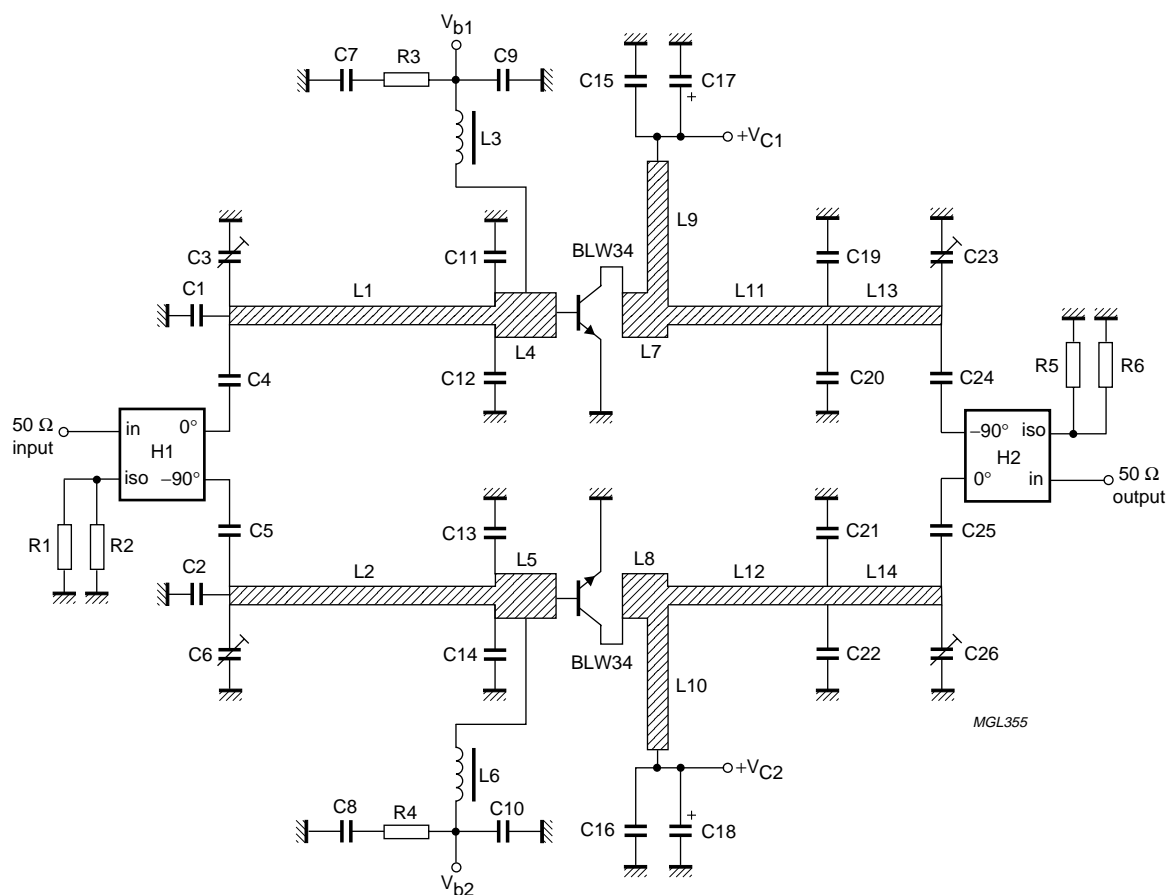 Vb1
C7
R3
C9
C15
C17
+
+VC1
L3
L9
C3
C11
BLW34
C19
C23
C1
L1
L11
L13
L4
L7
C4
C12
C20
C24
R5
R6
50 Ω
input
in
0°
H1
iso
−90°
−90°
iso
H2
0°
in
50 Ω
output
R1
R2
C5
C13
C21
C25
C2
L2
L5
L8
L12
L14
C6
C14
BLW34
C22
C26
L10
MGL355
L6
+VC2
C8
R4
C10
C16
+
C18
Vb2